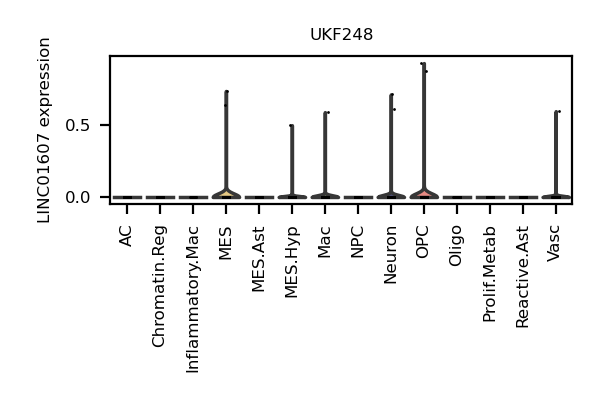 UKF248
LINC01607 expression
0.5
0.0
AC
Chromatin.Reg
Inflammatory.Mac
MES
MES.Ast
MES.Hyp
Mac
NPC
Neuron
OPC
Oligo
Prolif.Metab
Reactive.Ast
Vasc